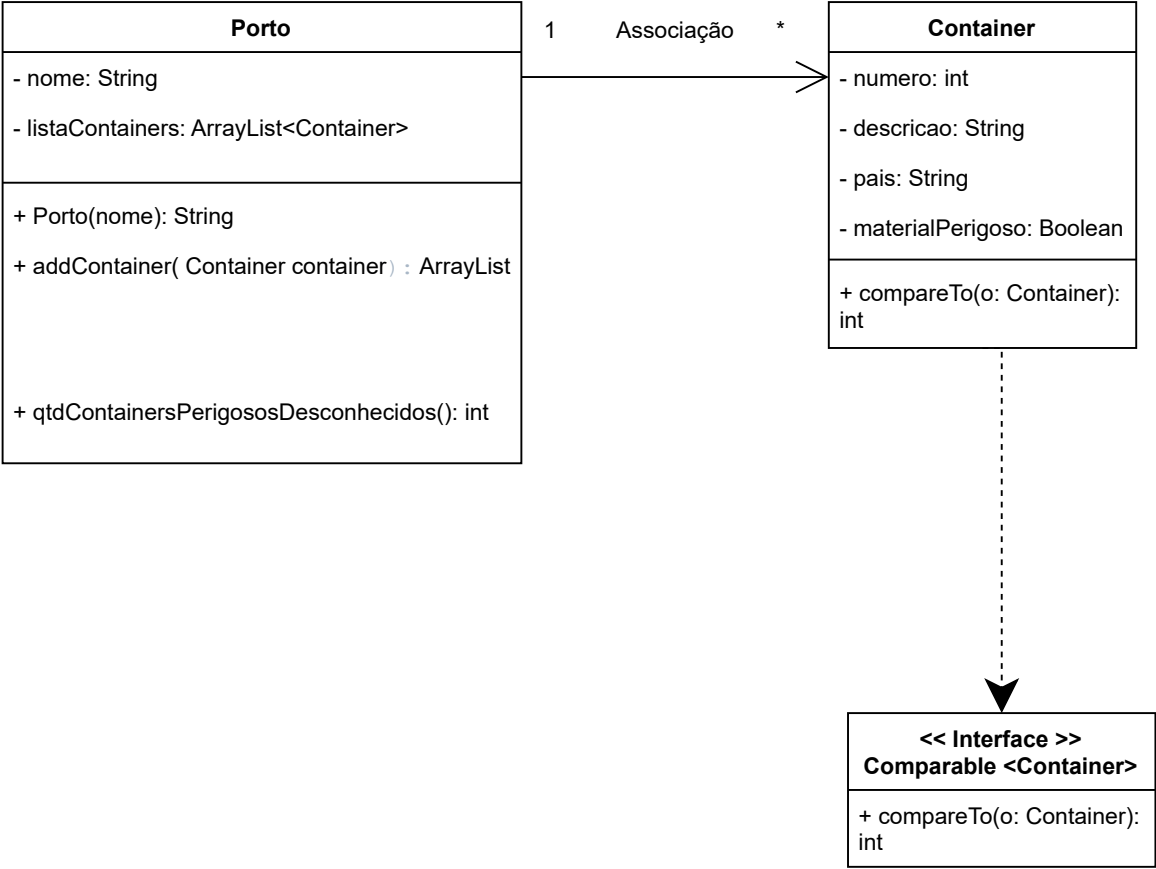 Porto
- nome: String
- listaContainers: ArrayList<Container>
+ Porto(nome): String
+ addContainer( Container container) : ArrayList
+ qtdContainersPerigososDesconhecidos(): int
1 Associação *
Container
- numero: int
- descricao: String
- pais: String
- materialPerigoso: Boolean
+ compareTo(o: Container):
int
<< Interface >>
Comparable <Container>
+ compareTo(o: Container):
int